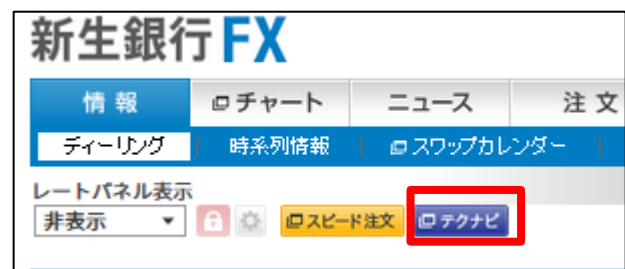 新生銀行FX
情報 チャート ニュース 注文
ディーリング 時系列情報 スワップカレンダー
レートパネル表示
非表示 スピード注文 テクナビ